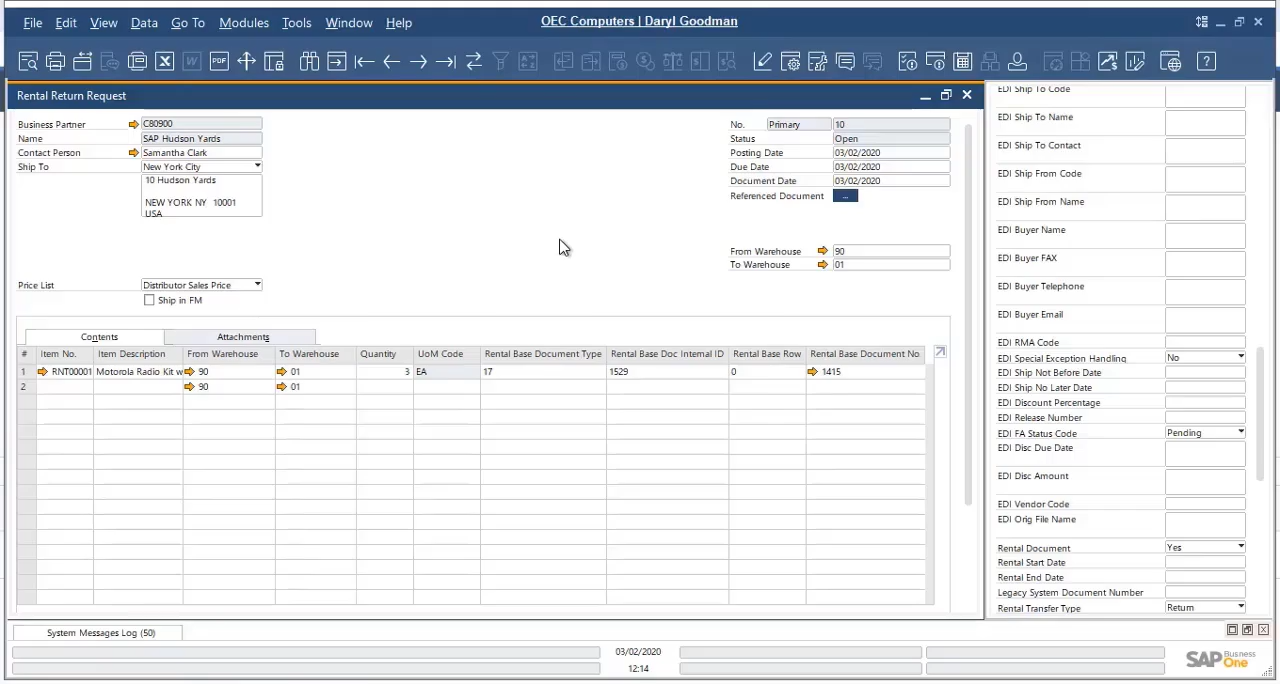 File Edit View Data Go To Modules Tools Window Help
OEC Computers | Daryl Goodman
Rental Return Request
Business Partner C80900
Name SAP Hudson Yards
Contact Person Samantha Clark
Ship To New York City
10 Hudson Yards
NEW YORK NY 10001
USA
No. Primary 10
Status Open
Posting Date 03/02/2020
Due Date 03/02/2020
Document Date 03/02/2020
Referenced Document ...
From Warehouse 90
To Warehouse 01
Price List Distributor Sales Price
Ship in FM
Contents Attachments
# Item No. Item Description From Warehouse To Warehouse Quantity UoM Code Rental Base Document Type Rental Base Doc Internal ID Rental Base Row Rental Base Document No
1 RNT00001 Motorola Radio Kit w 90 01 3 EA 17 1529 0 1415
2 90 01
EDI Ship To Code
EDI Ship To Name
EDI Ship To Contact
EDI Ship From Code
EDI Ship From Name
EDI Buyer Name
EDI Buyer FAX
EDI Buyer Telephone
EDI Buyer Email
EDI RMA Code
EDI Special Exception Handling No
EDI Ship Not Before Date
EDI Ship No Later Date
EDI Discount Percentage
EDI Release Number
EDI FA Status Code Pending
EDI Disc Due Date
EDI Disc Amount
EDI Vendor Code
EDI Orig File Name
Rental Document Yes
Rental Start Date
Rental End Date
Legacy System Document Number
Rental Transfer Type Return
System Messages Log (50)
03/02/2020
12:14
SAP Business One